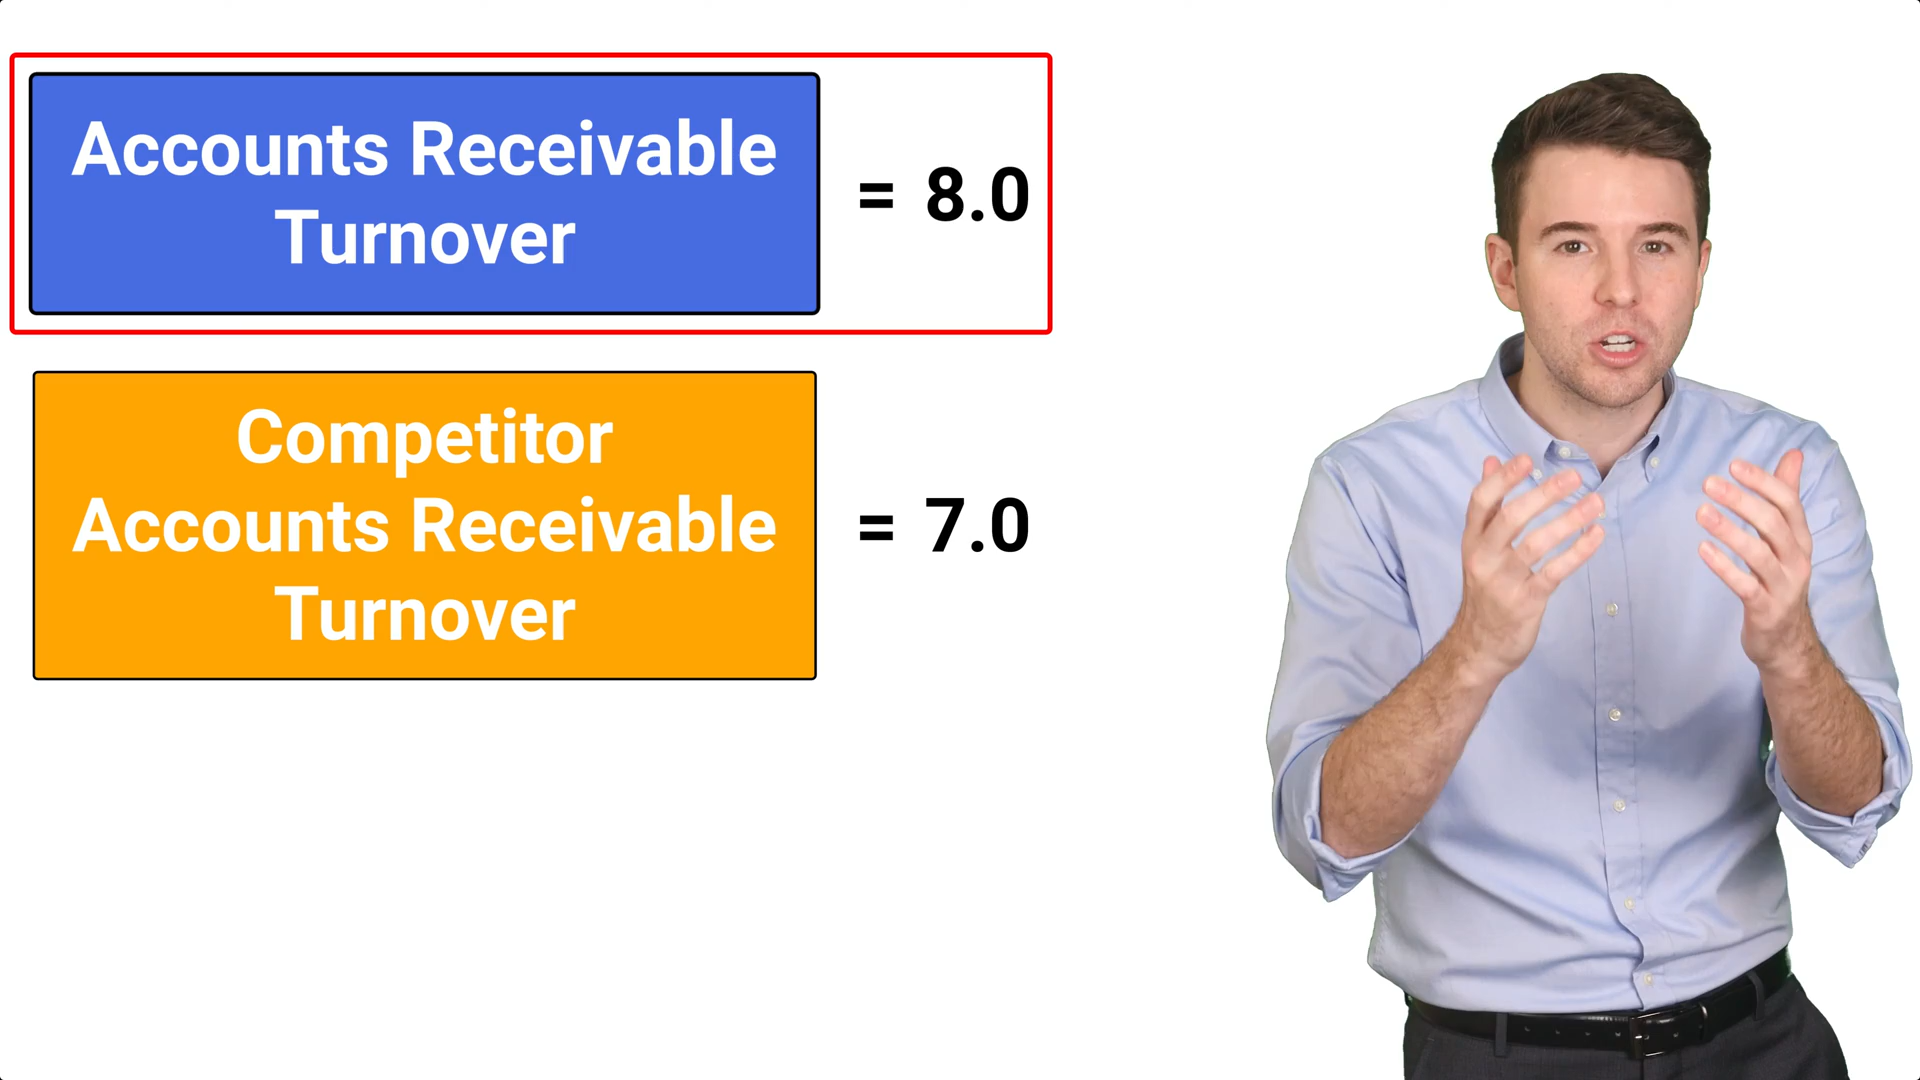 Accounts Receivable
Turnover
= 8.0
Competitor
Accounts Receivable
Turnover
= 7.0